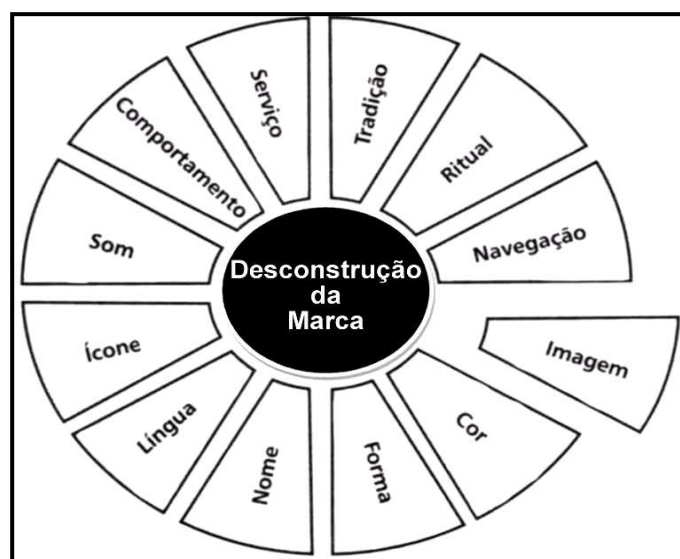 Serviço
Tradição
Comportamento
Ritual
Som
Navegação
Desconstrução
da
Marca
Ícone
Imagem
Língua
Cor
Nome
Forma